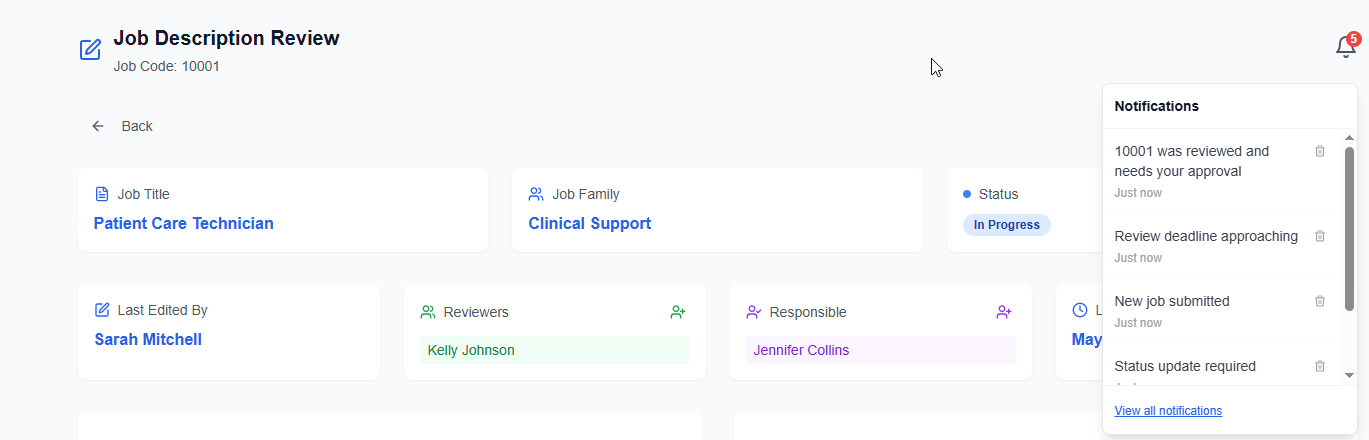 Job Description Review
Job Code: 10001
5
Back
Notifications
10001 was reviewed and
needs your approval
Just now
Review deadline approaching
Just now
New job submitted
Just now
Status update required
View all notifications
Job Title
Patient Care Technician
Job Family
Clinical Support
Status
In Progress
Last Edited By
Sarah Mitchell
Reviewers
Kelly Johnson
Responsible
Jennifer Collins
L
May